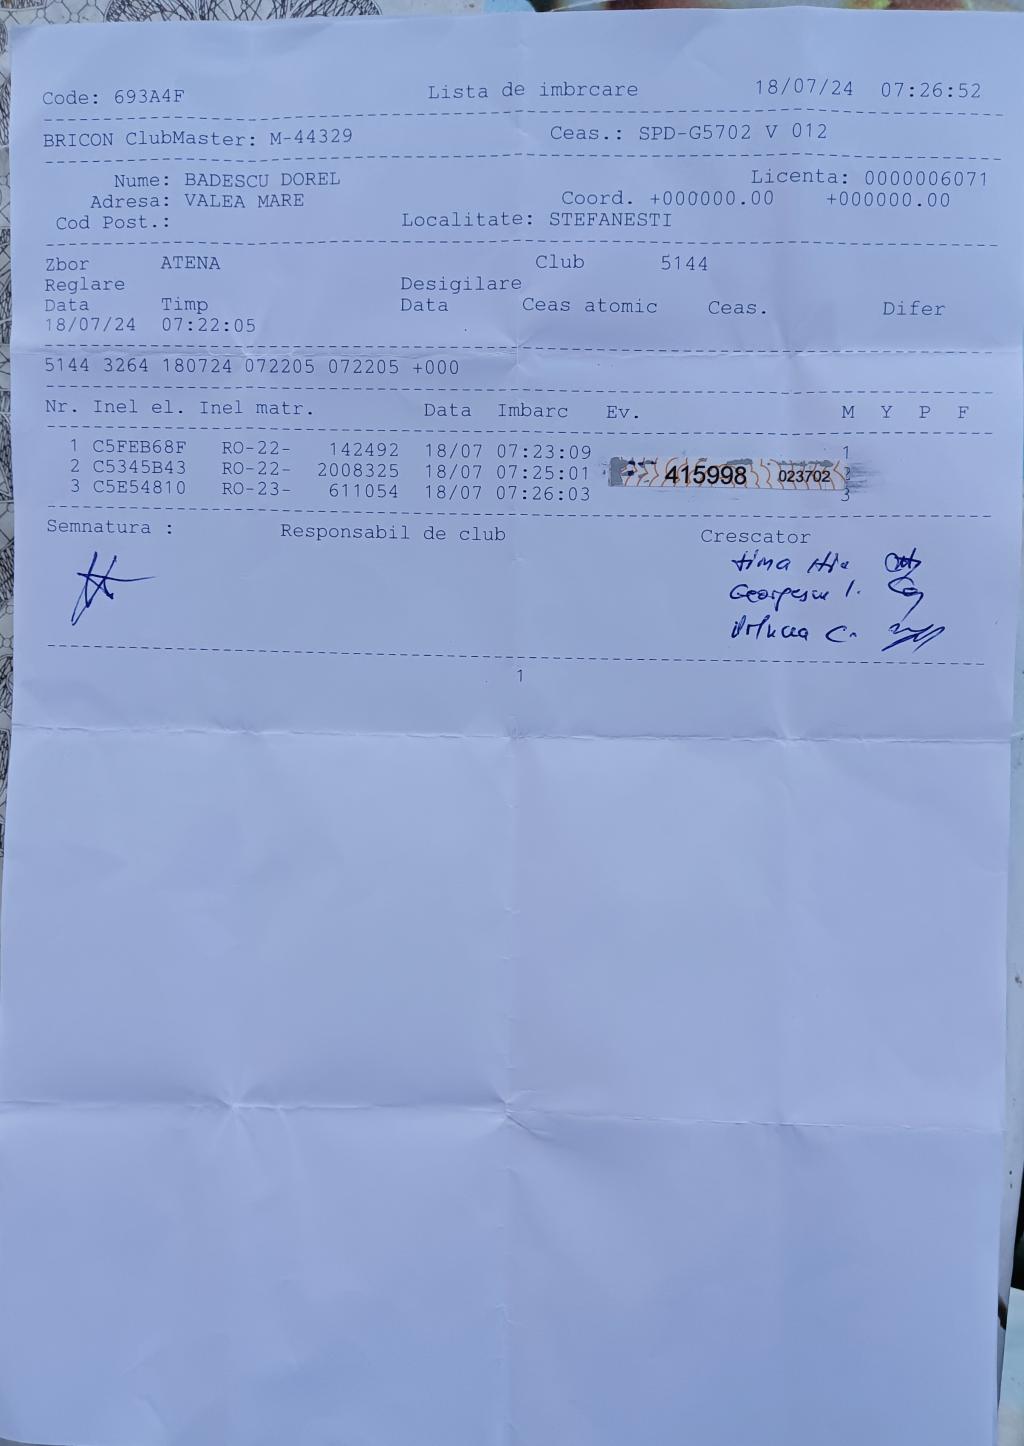 Code: 693A4F Lista de imbrcare 18/07/24 07:26:52
BRICON ClubMaster: M-44329 Ceas.: SPD-G5702 V 012
Nume: BADESCU DOREL Licenta: 0000006071
Adresa: VALEA MARE Coord. +000000.00 +000000.00
Cod Post.: Localitate: STEFANESTI
Zbor ATENA Club 5144
Reglare Desigilare
Data Timp Data Ceas atomic Ceas. Difer
18/07/24 07:22:05
5144 3264 180724 072205 072205 +000
Nr. Inel el. Inel matr. Data Imbarc Ev. M Y P F
1 C5FEB68F RO-22- 142492 18/07 07:23:09 1
2 C5345B43 RO-22- 2008325 18/07 07:25:01 415998 023702 2
3 C5E54810 RO-23- 611054 18/07 07:26:03 3
Semnatura : Responsabil de club Crescator
Georgescu I.
C.
1